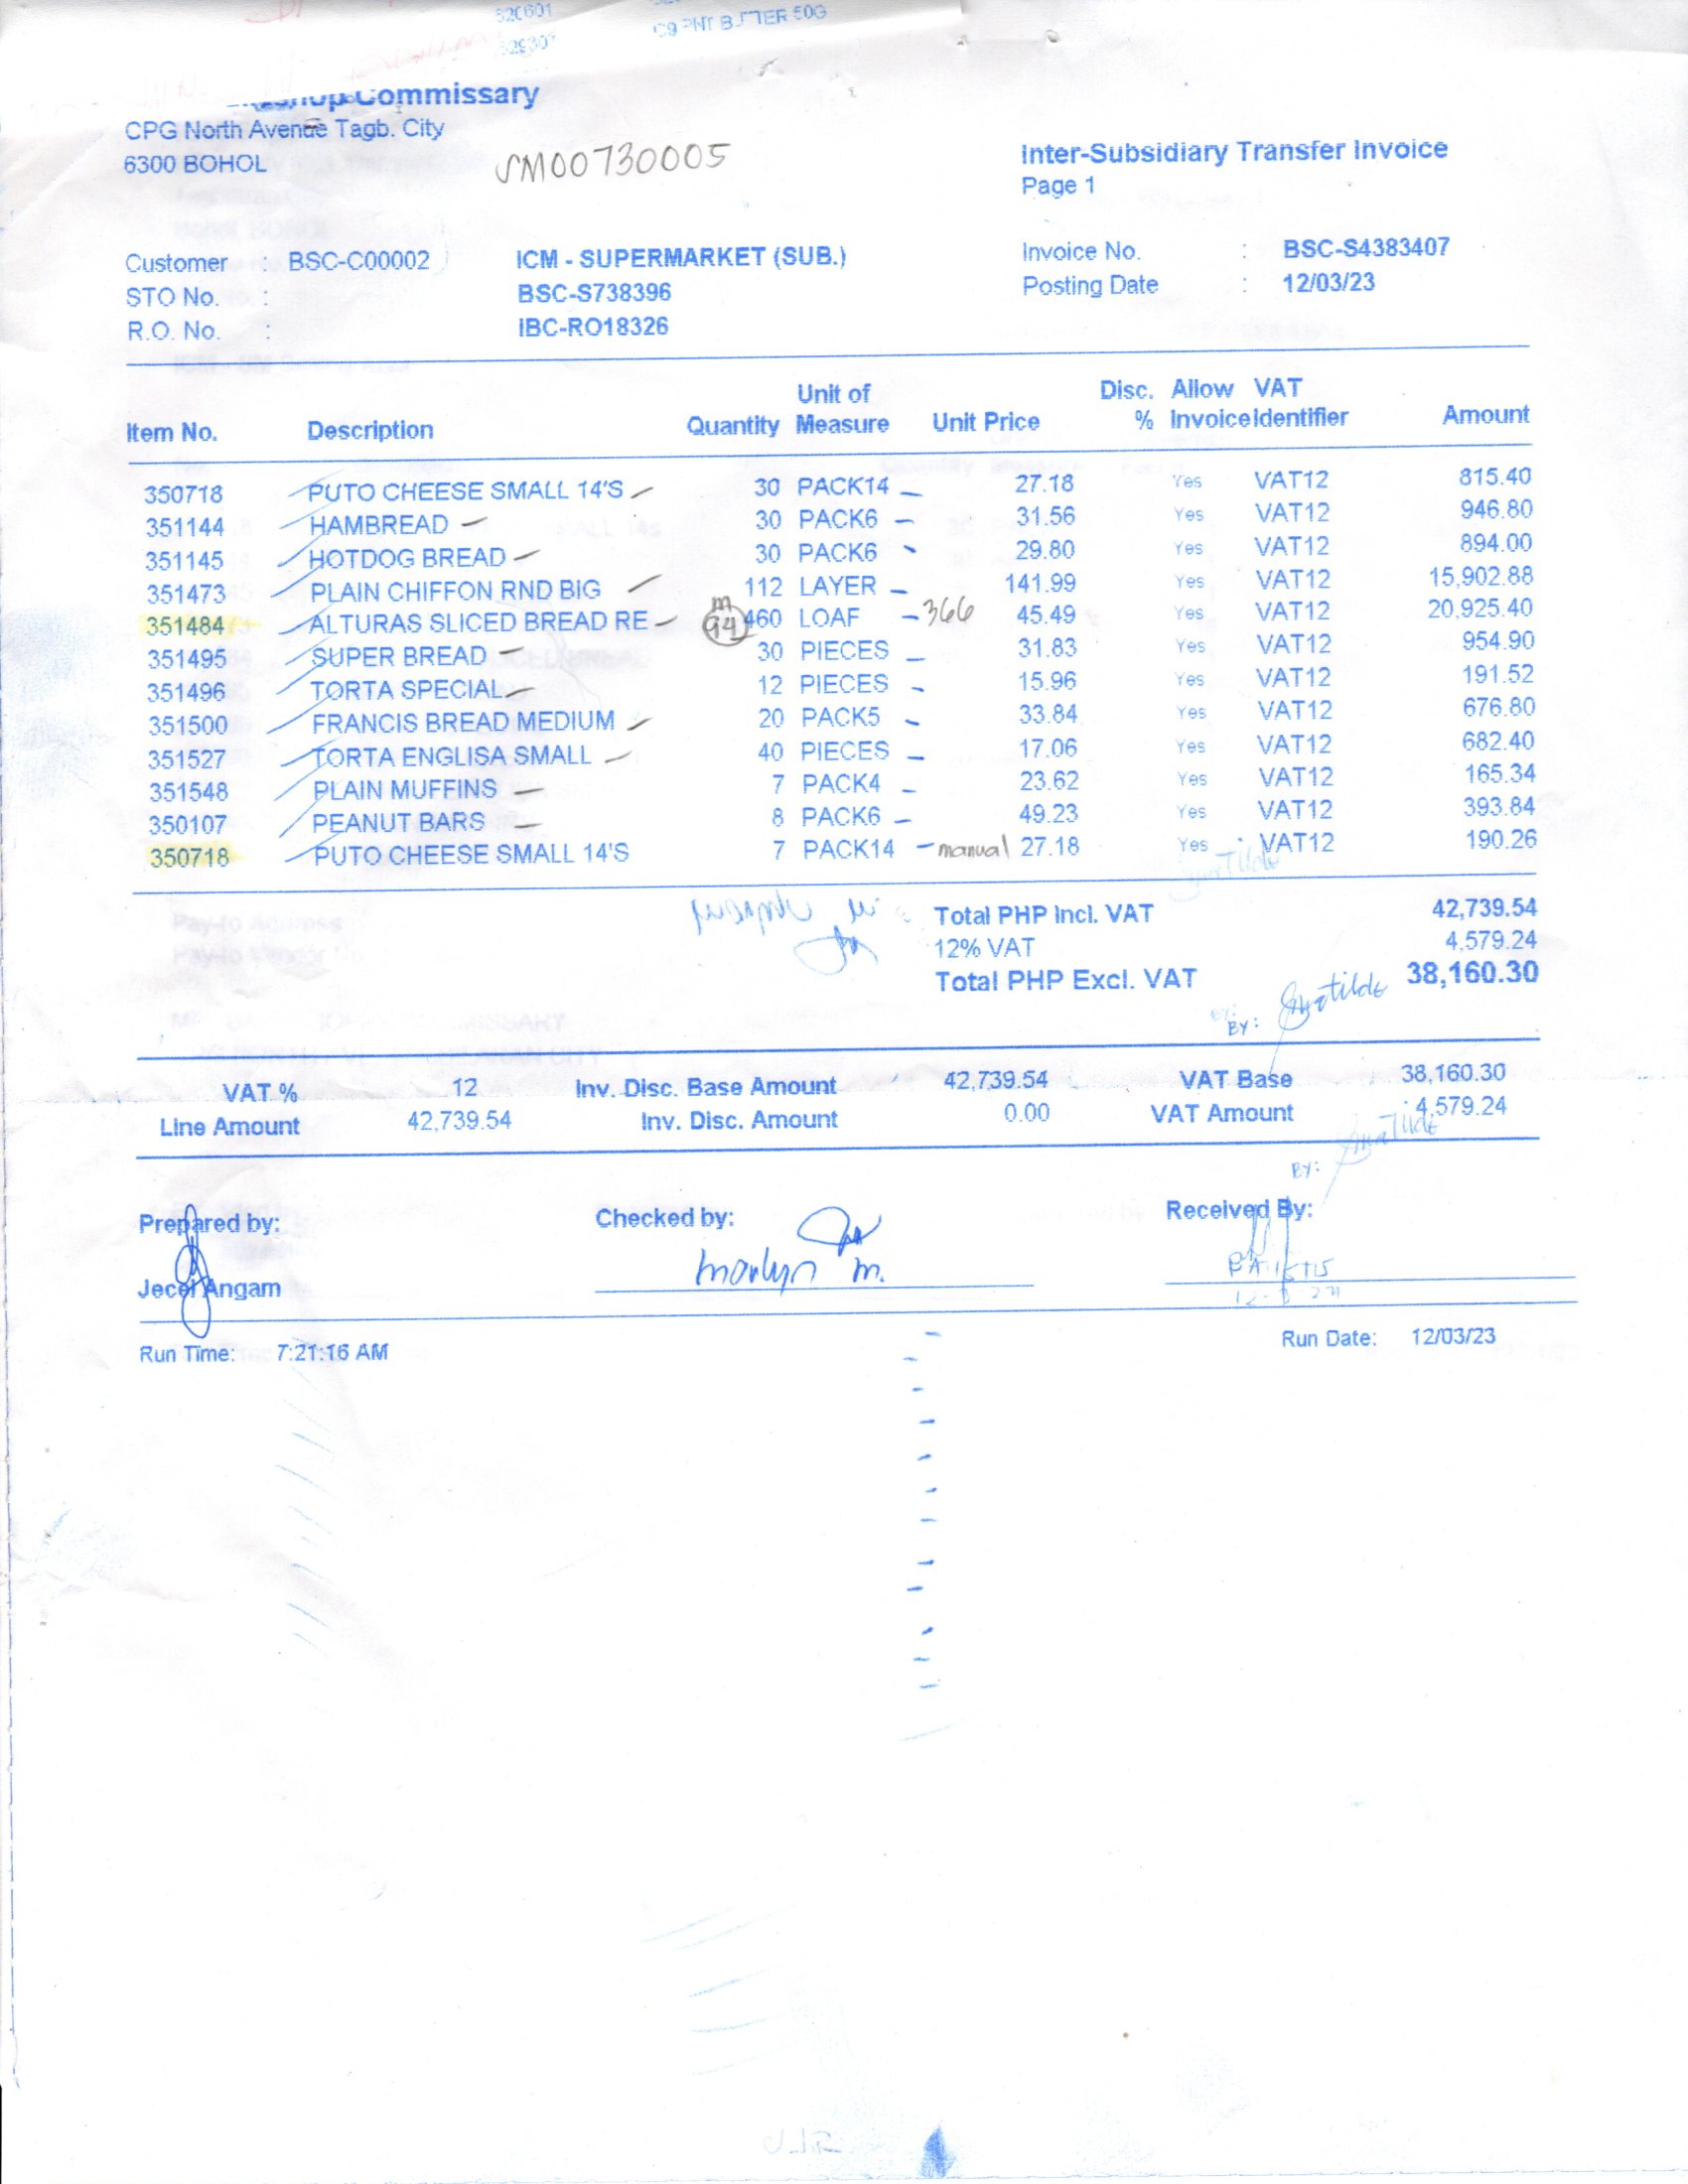 520601
C9 PNT BUTTER 50G
Commissary
CPG North Avenue Tagb. City
6300 BOHOL
SM00730005
Inter-Subsidiary Transfer Invoice
Page 1
Customer : BSC-C00002 ICM - SUPERMARKET (SUB.) Invoice No. : BSC-S4383407
STO No. : BSC-S738396 Posting Date : 12/03/23
R.O. No. : IBC-RO18326
Item No. Description Quantity Unit of Measure Unit Price Disc. % Allow Invoice VAT Identifier Amount
350718 PUTO CHEESE SMALL 14'S 30 PACK14 27.18 Yes VAT12 815.40
351144 HAMBREAD 30 PACK6 31.56 Yes VAT12 946.80
351145 HOTDOG BREAD 30 PACK6 29.80 Yes VAT12 894.00
351473 PLAIN CHIFFON RND BIG 112 LAYER 141.99 Yes VAT12 15,902.88
351484 ALTURAS SLICED BREAD RE m 94 460 LOAF - 366 45.49 Yes VAT12 20,925.40
351495 SUPER BREAD 30 PIECES 31.83 Yes VAT12 954.90
351496 TORTA SPECIAL 12 PIECES 15.96 Yes VAT12 191.52
351500 FRANCIS BREAD MEDIUM 20 PACK5 33.84 Yes VAT12 676.80
351527 TORTA ENGLISA SMALL 40 PIECES 17.06 Yes VAT12 682.40
351548 PLAIN MUFFINS 7 PACK4 23.62 Yes VAT12 165.34
350107 PEANUT BARS 8 PACK6 49.23 Yes VAT12 393.84
350718 PUTO CHEESE SMALL 14'S 7 PACK14 - manual 27.18 Yes VAT12 190.26
Total PHP Incl. VAT 42,739.54
12% VAT 4,579.24
Total PHP Excl. VAT 38,160.30
BY:
VAT % 12 Inv. Disc. Base Amount 42,739.54 VAT Base 38,160.30
Line Amount 42,739.54 Inv. Disc. Amount 0.00 VAT Amount 4,579.24
BY:
Prepared by: Checked by: Received By:
Jecel Angam Marlyn m.
Run Time: 7:21:16 AM Run Date: 12/03/23